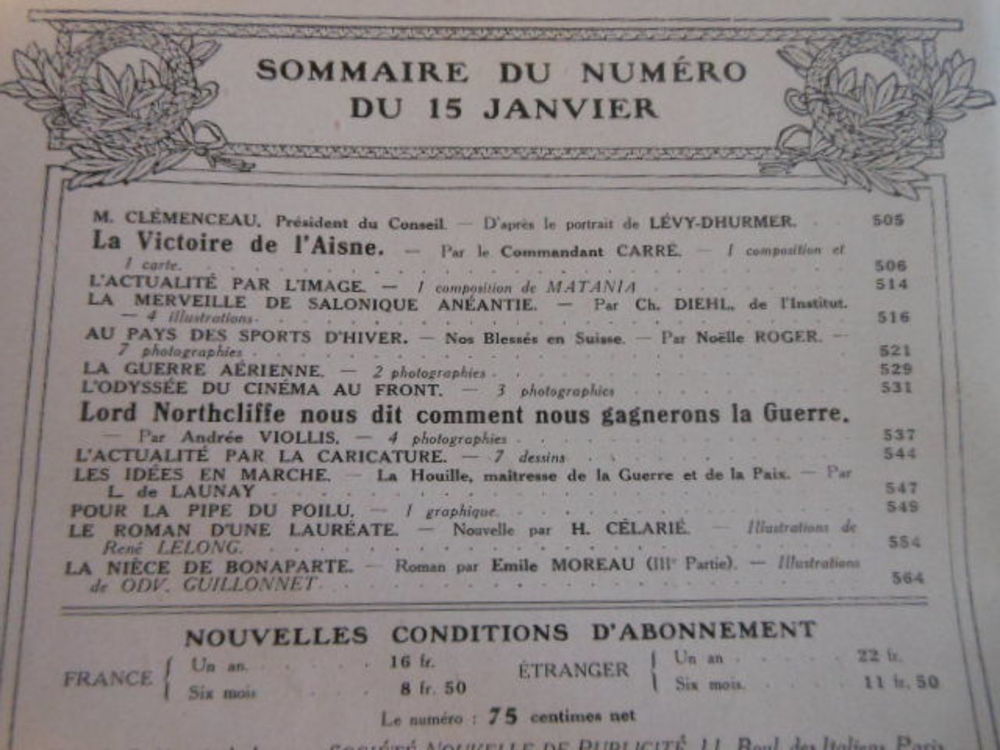 SOMMAIRE DU NUMÉRO
DU 15 JANVIER
M. CLÉMENCEAU, Président du Conseil. — D'après le portrait de LÉVY-DHURMER. 505
La Victoire de l'Aisne. — Par le Commandant CARRÉ. — 1 composition et
1 carte. 506
L'ACTUALITÉ PAR L'IMAGE. — 1 composition de MATANIA 514
LA MERVEILLE DE SALONIQUE ANÉANTIE. — Par Ch. DIEHL, de l'Institut.
— 4 illustrations. 516
AU PAYS DES SPORTS D'HIVER. — Nos Blessés en Suisse. — Par Noëlle ROGER. —
7 photographies 521
LA GUERRE AÉRIENNE. — 2 photographies 529
L'ODYSSÉE DU CINÉMA AU FRONT. — 3 photographies 531
Lord Northcliffe nous dit comment nous gagnerons la Guerre.
— Par Andrée VIOLLIS. — 4 photographies 537
L'ACTUALITÉ PAR LA CARICATURE. — 7 dessins 544
LES IDÉES EN MARCHE. — La Houille, maîtresse de la Guerre et de la Paix. — Par
L. de LAUNAY 547
POUR LA PIPE DU POILU. — 1 graphique. 549
LE ROMAN D'UNE LAURÉATE. — Nouvelle par H. CÉLARIÉ. — Illustrations de
René LELONG. 554
LA NIÈCE DE BONAPARTE. — Roman par Emile MOREAU (IIIe Partie). — Illustrations
de ODV. GUILLONNET 564
NOUVELLES CONDITIONS D'ABONNEMENT
FRANCE { Un an. 16 fr. ÉTRANGER { Un an 22 fr.
Six mois 8 fr. 50 Six mois. 11 fr. 50
Le numéro : 75 centimes net
SOCIÉTÉ NOUVELLE DE PUBLICITÉ, 11, Boul. des Italiens, Paris